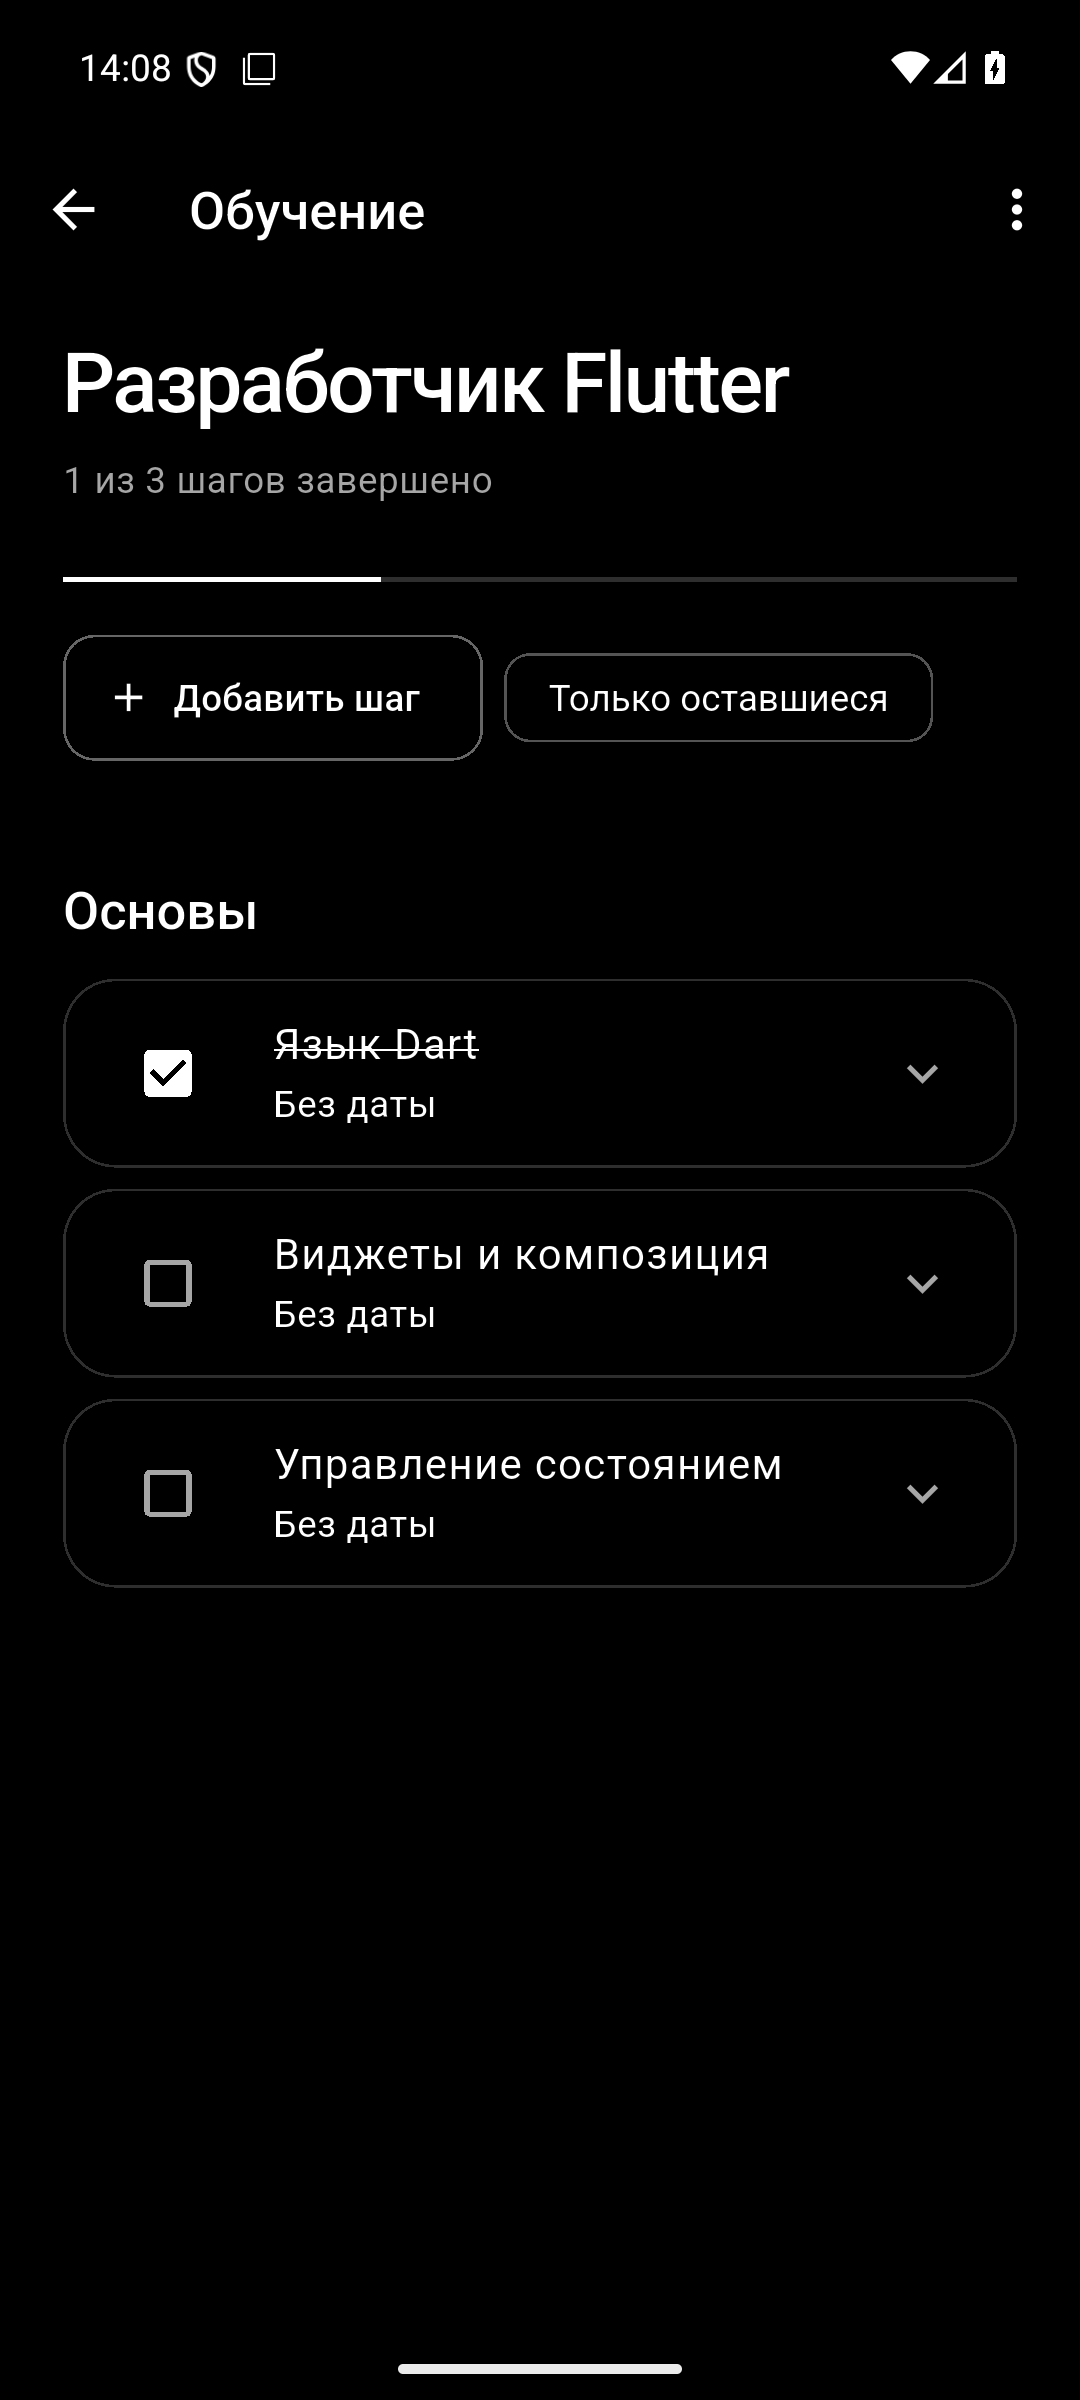 14:08
Обучение
Разработчик Flutter
1 из 3 шагов завершено
Добавить шаг
Только оставшиеся
Основы
Язык Dart
Без даты
Виджеты и композиция
Без даты
Управление состоянием
Без даты